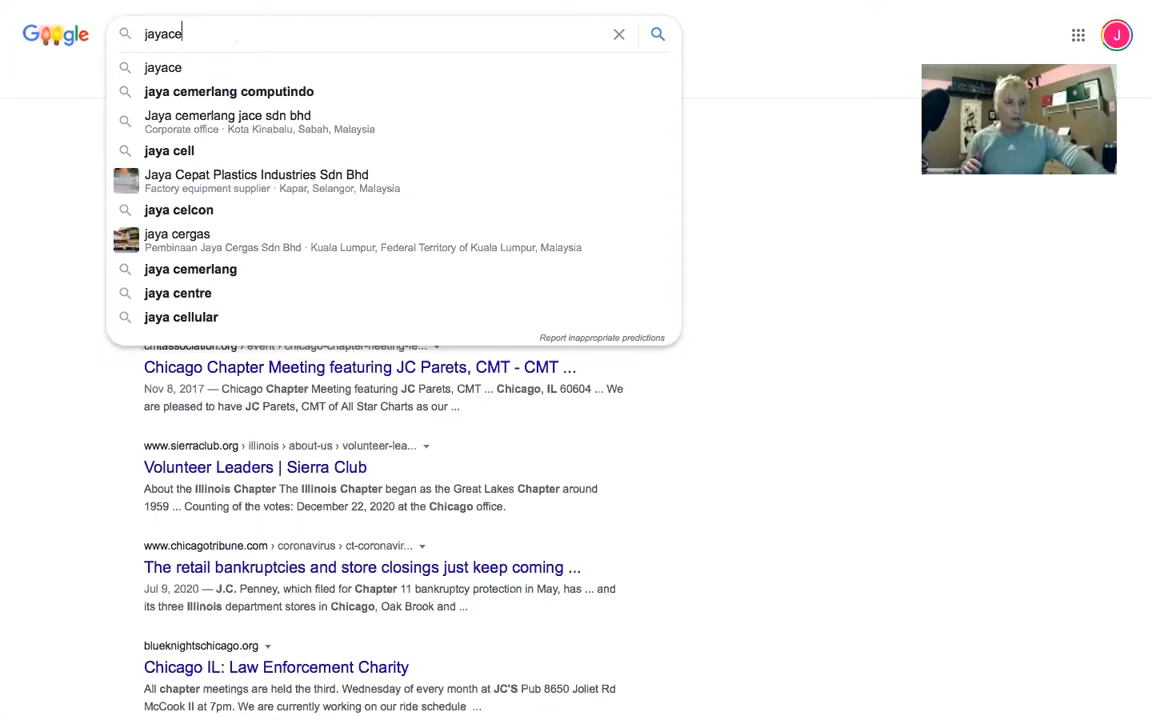 Google
jayace
J
jayace
jaya cemerlang computindo
Jaya cemerlang jace sdn bhd
Corporate office · Kota Kinabalu, Sabah, Malaysia
jaya cell
Jaya Cepat Plastics Industries Sdn Bhd
Factory equipment supplier · Kapar, Selangor, Malaysia
jaya celcon
jaya cergas
Pembinaan Jaya Cergas Sdn Bhd · Kuala Lumpur, Federal Territory of Kuala Lumpur, Malaysia
jaya cemerlang
jaya centre
jaya cellular
Report inappropriate predictions
cmtassociation.org › event › chicago-chapter-meeting-fe...
Chicago Chapter Meeting featuring JC Parets, CMT - CMT ...
Nov 8, 2017 — Chicago Chapter Meeting featuring JC Parets, CMT ... Chicago, IL 60604 ... We
are pleased to have JC Parets, CMT of All Star Charts as our ...
www.sierraclub.org › illinois › about-us › volunteer-lea...
Volunteer Leaders | Sierra Club
About the Illinois Chapter The Illinois Chapter began as the Great Lakes Chapter around
1959 ... Counting of the votes: December 22, 2020 at the Chicago office.
www.chicagotribune.com › coronavirus › ct-coronavir...
The retail bankruptcies and store closings just keep coming ...
Jul 9, 2020 — J.C. Penney, which filed for Chapter 11 bankruptcy protection in May, has ... and
its three Illinois department stores in Chicago, Oak Brook and ...
blueknightschicago.org
Chicago IL: Law Enforcement Charity
All chapter meetings are held the third. Wednesday of every month at JC'S Pub 8650 Joliet Rd
McCook Il at 7pm. We are currently working on our ride schedule ...